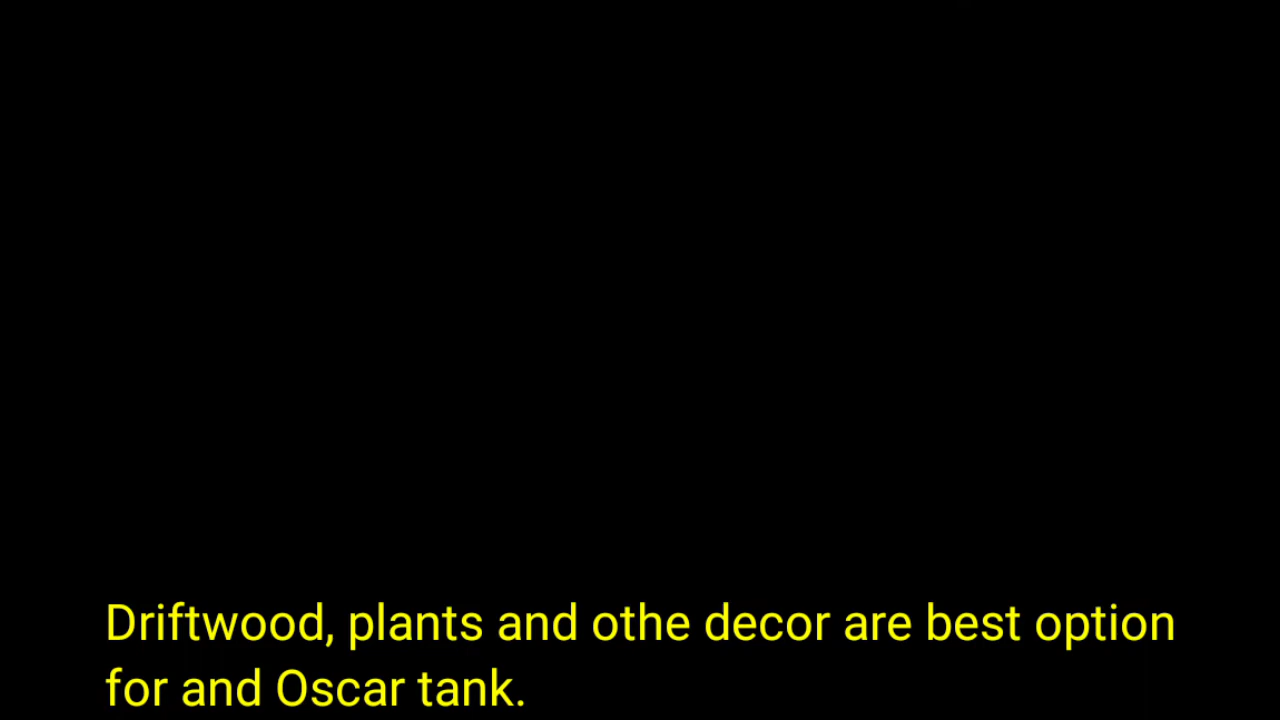 Driftwood, plants and othe decor are best option
for and Oscar tank.